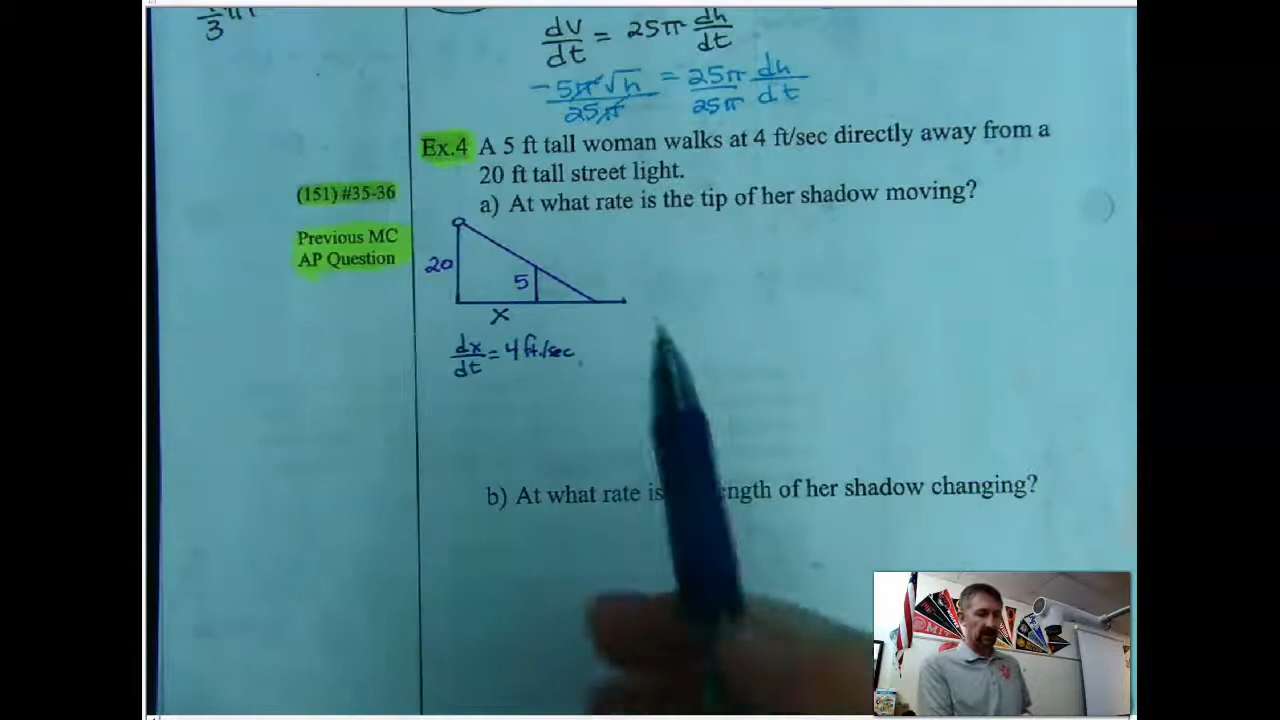 1/3 π
dV/dt = 25π dh/dt
-5π√h / 25π = 25π/25π dh/dt
Ex.4 A 5 ft tall woman walks at 4 ft/sec directly away from a
20 ft tall street light.
(151) #35-36
a) At what rate is the tip of her shadow moving?
Previous MC
AP Question
20
5
x
dx/dt = 4 ft/sec
b) At what rate is ngth of her shadow changing?